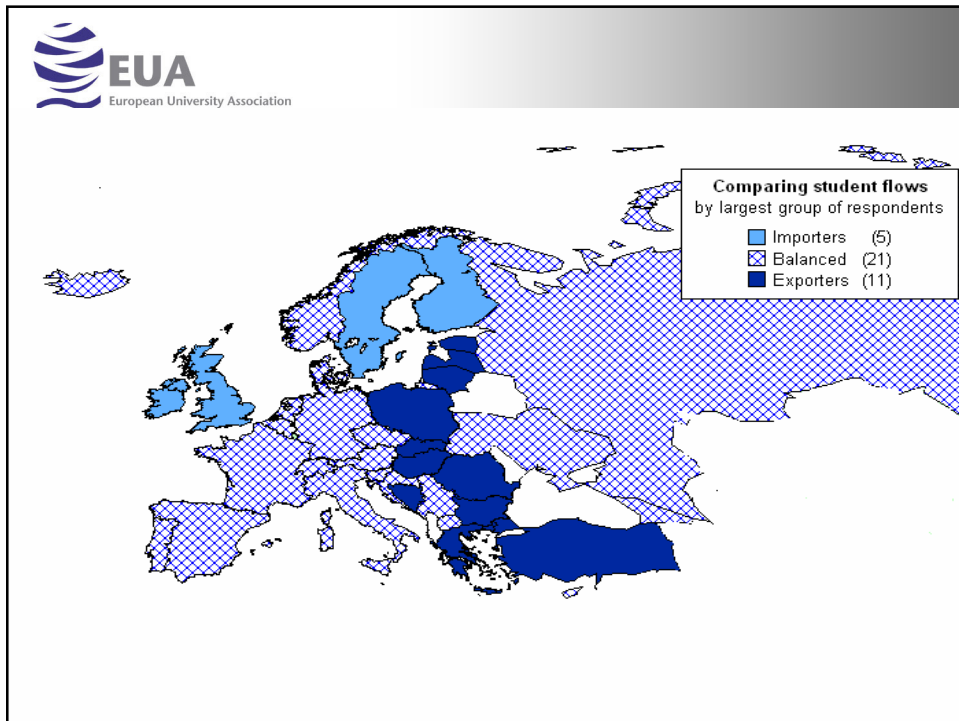 EUA
European University Association
Comparing student flows
by largest group of respondents
Importers (5)
Balanced (21)
Exporters (11)